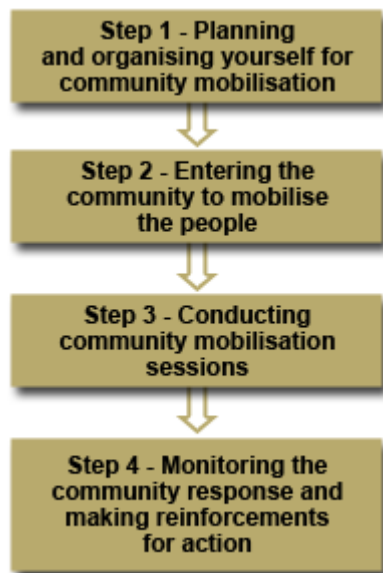 Step 1 - Planning
and organising yourself for
community mobilisation
Step 2 - Entering the
community to mobilise
the people
Step 3 - Conducting
community mobilisation
sessions
Step 4 - Monitoring the
community response and
making reinforcements
for action